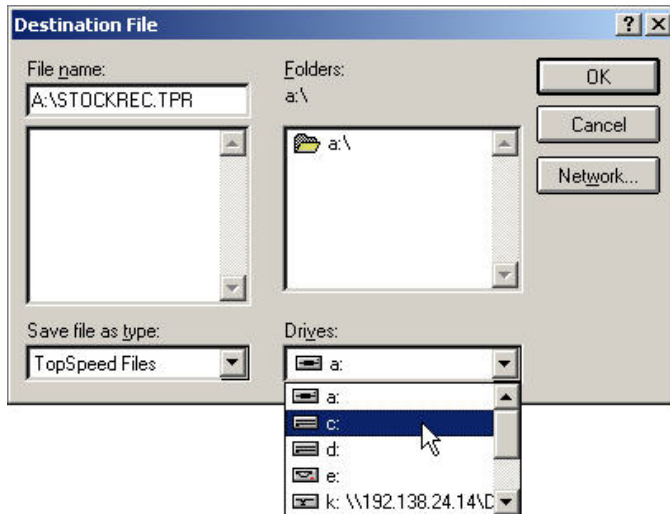 Destination File
File name:
A:\STOCKREC.TPR
Folders:
a:\
a:\
OK
Cancel
Network...
Save file as type:
TopSpeed Files
Drives:
a:
a:
c:
d:
e:
k: \\192.138.24.14\D